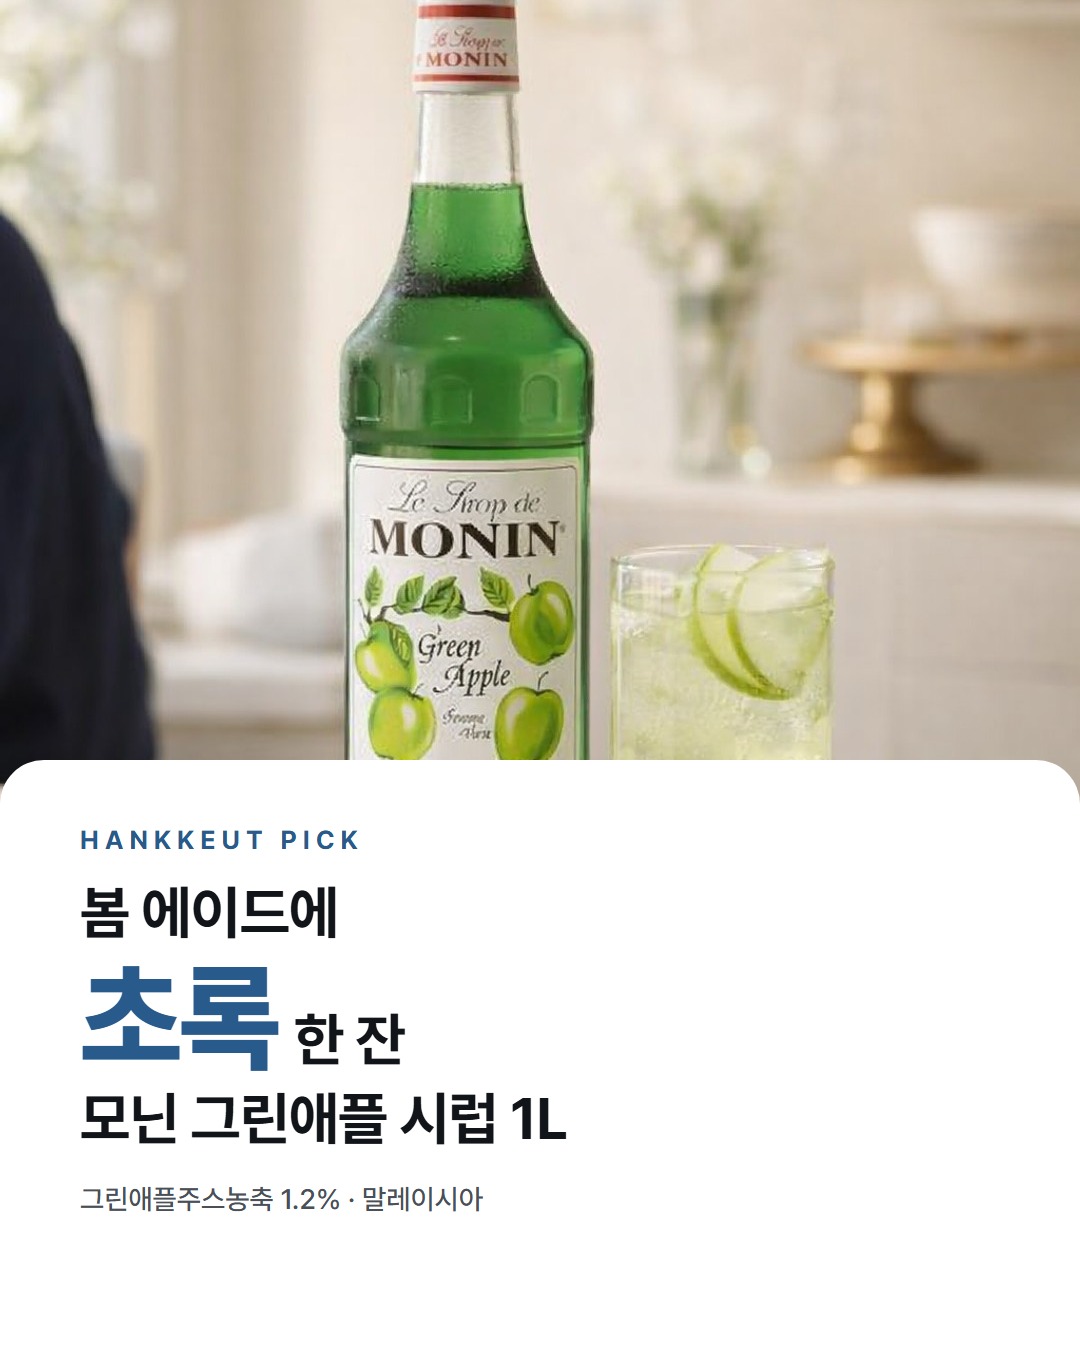 MONIN
Le Sirop de
MONIN
Green
Apple
HANKKEUT PICK
봄 에이드에
초록 한 잔
모닌 그린애플 시럽 1L
그린애플주스농축 1.2% · 말레이시아